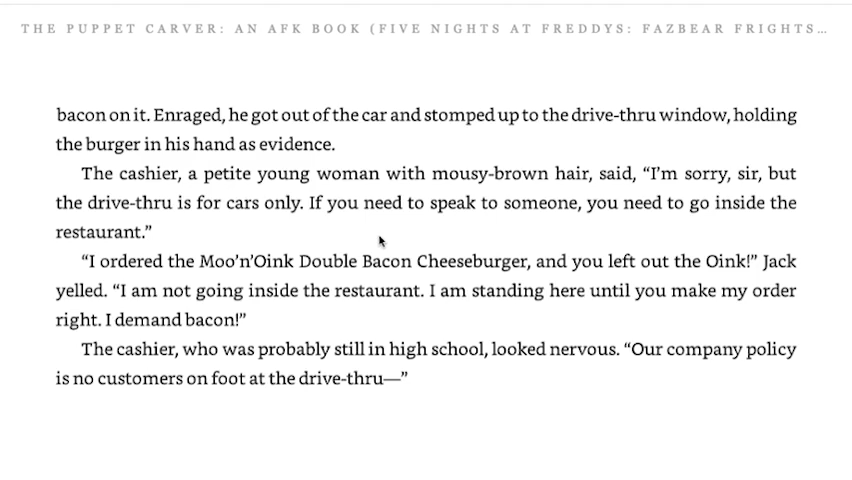 THE PUPPET CARVER: AN AFK BOOK (FIVE NIGHTS AT FREDDYS: FAZBEAR FRIGHTS…
bacon on it. Enraged, he got out of the car and stomped up to the drive-thru window, holding
the burger in his hand as evidence.
The cashier, a petite young woman with mousy-brown hair, said, “I’m sorry, sir, but
the drive-thru is for cars only. If you need to speak to someone, you need to go inside the
restaurant.”
“I ordered the Moo’n’Oink Double Bacon Cheeseburger, and you left out the Oink!” Jack
yelled. “I am not going inside the restaurant. I am standing here until you make my order
right. I demand bacon!”
The cashier, who was probably still in high school, looked nervous. “Our company policy
is no customers on foot at the drive-thru—”